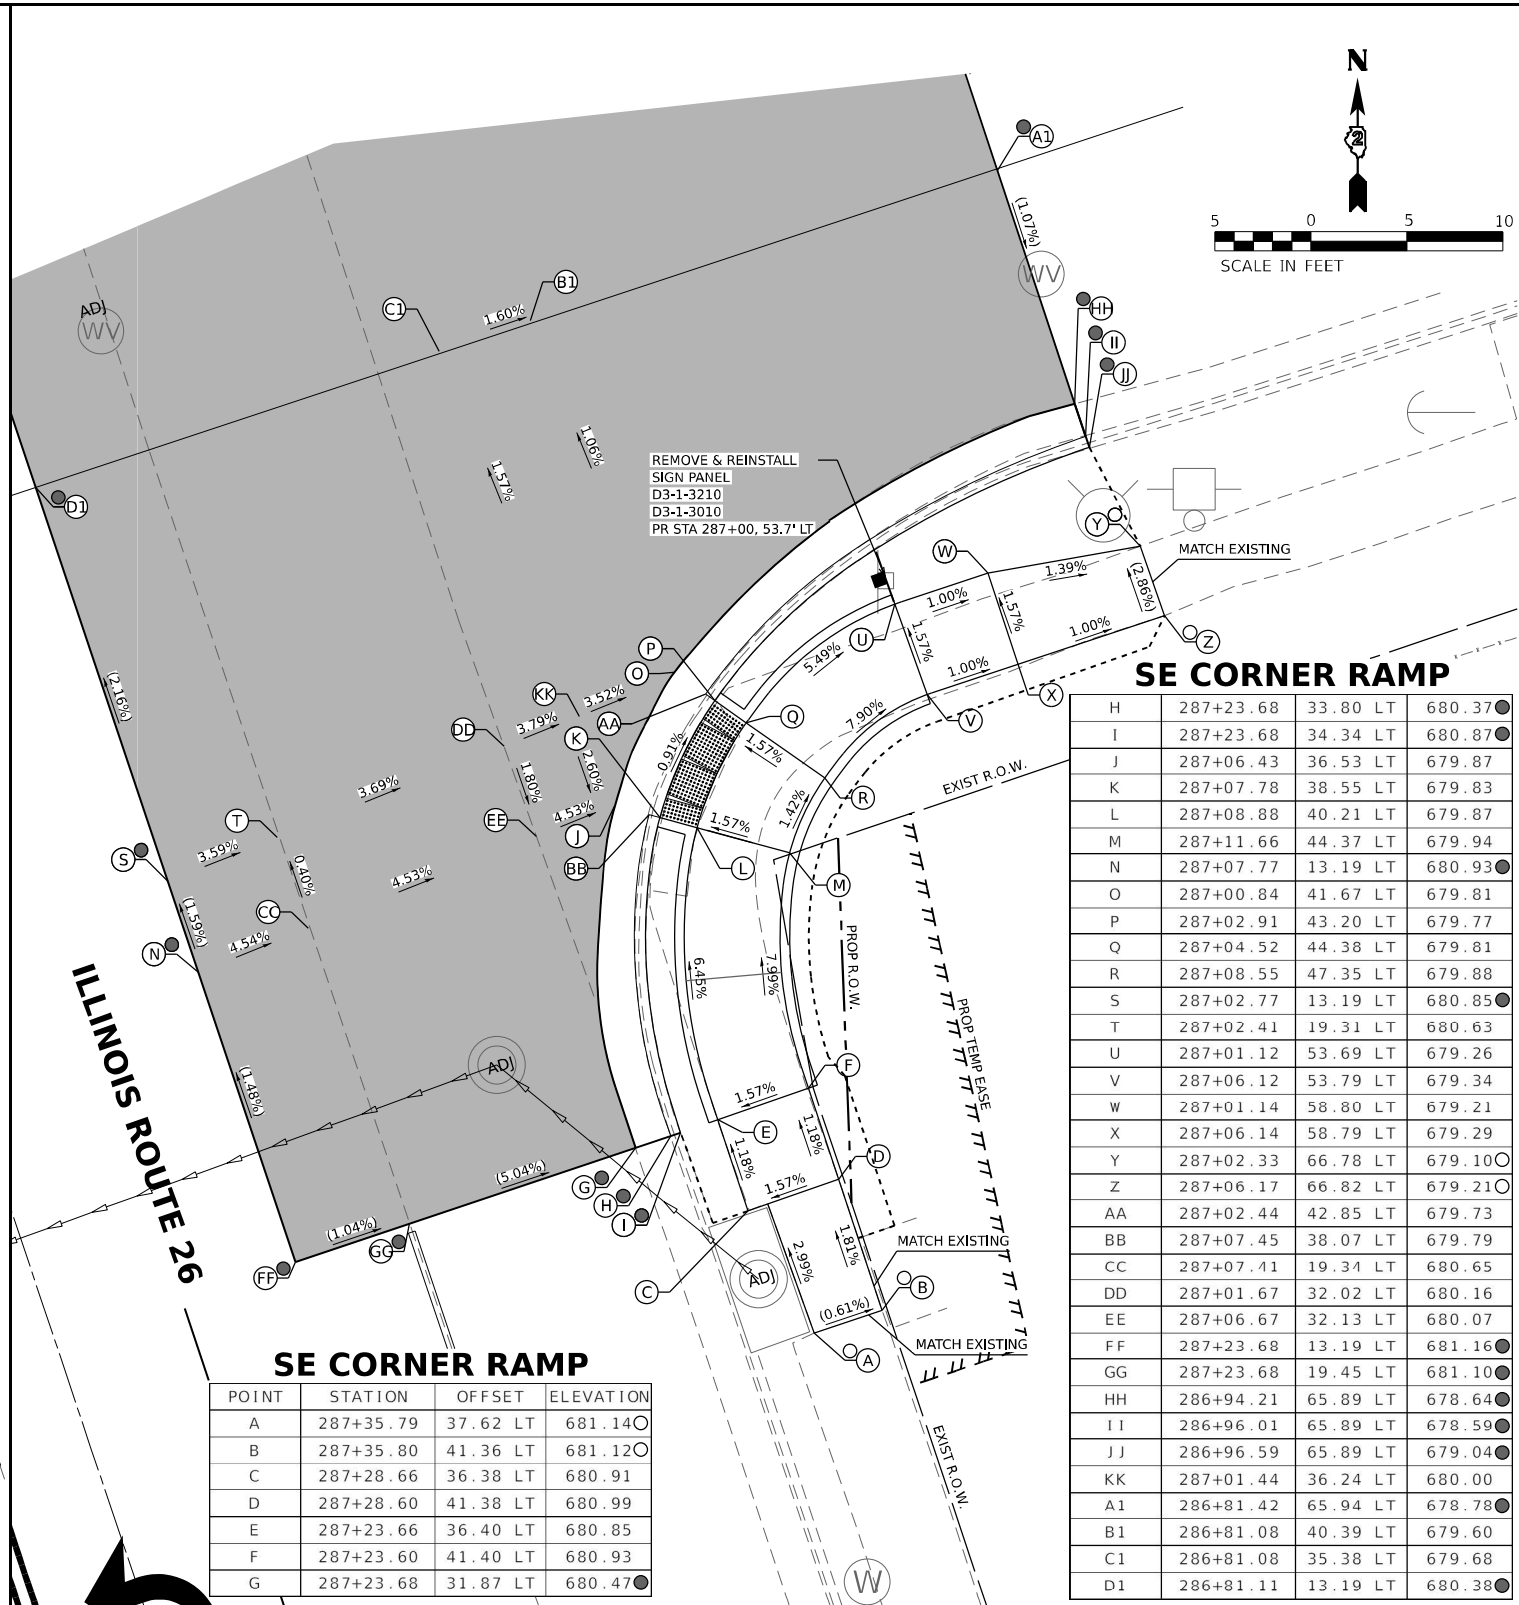 N
2
5 0 5 10
SCALE IN FEET
A1
(1.07%)
WV
HH
II
JJ
B1
C1
1.60%
ADJ
WV
D1
1.06%
1.57%
REMOVE & REINSTALL
SIGN PANEL
D3-1-3210
D3-1-3010
PR STA 287+00, 53.7' LT
Y
MATCH EXISTING
W
1.39%
(2.86%)
1.00%
1.57%
1.00%
Z
U
1.57%
1.00%
X
V
5.49%
7.90%
P
O
KK
3.52%
AA
Q
3.79%
DD
K
0.91%
1.57%
2.60%
R
EXIST R.O.W.
(2.16%)
3.69%
1.80%
4.53%
EE
J
1.42%
1.57%
T
3.59%
S
0.40%
4.53%
BB
L
M
CC
(1.59%)
4.54%
N
PROP R.O.W.
6.45%
7.99%
PROP TEMP EASE
ILLINOIS ROUTE 26
ADJ
(1.48%)
F
1.57%
E
1.18%
1.18%
D
1.57%
(5.04%)
G
H
I
(1.04%)
GG
FF
2.99%
1.81%
MATCH EXISTING
ADJ
C
B
(0.61%)
MATCH EXISTING
A
EXIST R.O.W.
W
SE CORNER RAMP
POINT STATION OFFSET ELEVATION
A 287+35.79 37.62 LT 681.14
B 287+35.80 41.36 LT 681.12
C 287+28.66 36.38 LT 680.91
D 287+28.60 41.38 LT 680.99
E 287+23.66 36.40 LT 680.85
F 287+23.60 41.40 LT 680.93
G 287+23.68 31.87 LT 680.47
SE CORNER RAMP
H 287+23.68 33.80 LT 680.37
I 287+23.68 34.34 LT 680.87
J 287+06.43 36.53 LT 679.87
K 287+07.78 38.55 LT 679.83
L 287+08.88 40.21 LT 679.87
M 287+11.66 44.37 LT 679.94
N 287+07.77 13.19 LT 680.93
O 287+00.84 41.67 LT 679.81
P 287+02.91 43.20 LT 679.77
Q 287+04.52 44.38 LT 679.81
R 287+08.55 47.35 LT 679.88
S 287+02.77 13.19 LT 680.85
T 287+02.41 19.31 LT 680.63
U 287+01.12 53.69 LT 679.26
V 287+06.12 53.79 LT 679.34
W 287+01.14 58.80 LT 679.21
X 287+06.14 58.79 LT 679.29
Y 287+02.33 66.78 LT 679.10
Z 287+06.17 66.82 LT 679.21
AA 287+02.44 42.85 LT 679.73
BB 287+07.45 38.07 LT 679.79
CC 287+07.41 19.34 LT 680.65
DD 287+01.67 32.02 LT 680.16
EE 287+06.67 32.13 LT 680.07
FF 287+23.68 13.19 LT 681.16
GG 287+23.68 19.45 LT 681.10
HH 286+94.21 65.89 LT 678.64
II 286+96.01 65.89 LT 678.59
JJ 286+96.59 65.89 LT 679.04
KK 287+01.44 36.24 LT 680.00
A1 286+81.42 65.94 LT 678.78
B1 286+81.08 40.39 LT 679.60
C1 286+81.08 35.38 LT 679.68
D1 286+81.11 13.19 LT 680.38